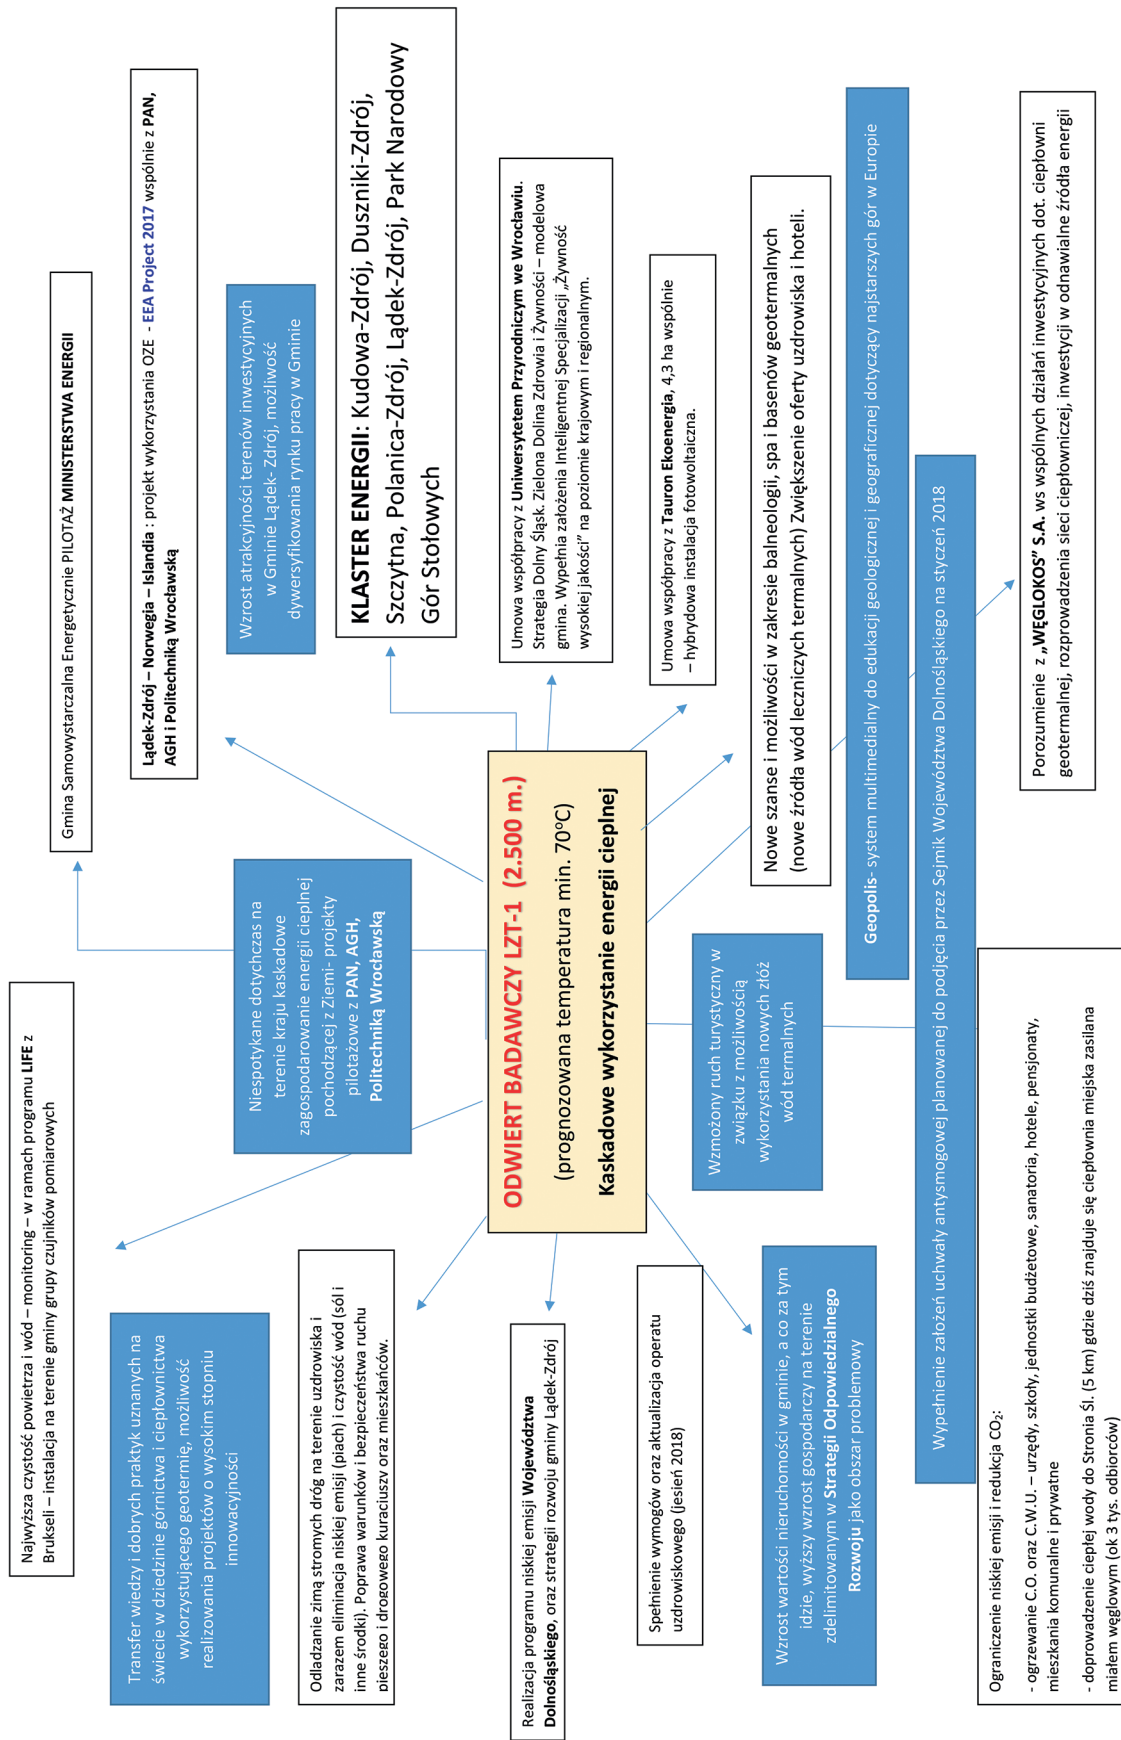 Najwyższa czystość powietrza i wód – monitoring – w ramach programu LIFE z
Brukseli – instalacja na terenie gminy grupy czujników pomiarowych
Gmina Samowystarczalna Energetycznie PILOTAŻ MINISTERSTWA ENERGII
Transfer wiedzy i dobrych praktyk uznanych na
świecie w dziedzinie górnictwa i ciepłownictwa
wykorzystującego geotermię, możliwość
realizowania projektów o wysokim stopniu
innowacyjności
Lądek-Zdrój – Norwegia – Islandia : projekt wykorzystania OZE - EEA Project 2017 wspólnie z PAN,
AGH i Politechniką Wrocławską
Niespotykane dotychczas na
terenie kraju kaskadowe
zagospodarowanie energii cieplnej
pochodzącej z Ziemi- projekty
pilotażowe z PAN, AGH,
Politechniką Wrocławską
Wzrost atrakcyjności terenów inwestycyjnych
w Gminie Lądek- Zdrój, możliwość
dywersyfikowania rynku pracy w Gminie
Odladzanie zimą stromych dróg na terenie uzdrowiska i
zarazem eliminacja niskiej emisji (piach) i czystość wód (sól i
inne środki). Poprawa warunków i bezpieczeństwa ruchu
pieszego i drogowego kuracjuszy oraz mieszkańców.
KLASTER ENERGII: Kudowa-Zdrój, Duszniki-Zdrój,
Szczytna, Polanica-Zdrój, Lądek-Zdrój, Park Narodowy
Gór Stołowych
ODWIERT BADAWCZY LZT-1 (2.500 m.)
(prognozowana temperatura min. 70°C)
Kaskadowe wykorzystanie energii cieplnej
Realizacja programu niskiej emisji Województwa
Dolnośląskiego, oraz strategii rozwoju gminy Lądek-Zdrój
Umowa współpracy z Uniwersytetem Przyrodniczym we Wrocławiu.
Strategia Dolny Śląsk. Zielona Dolina Zdrowia i Żywności – modelowa
gmina. Wypełnia założenia Inteligentnej Specjalizacji „Żywność
wysokiej jakości” na poziomie krajowym i regionalnym.
Spełnienie wymogów oraz aktualizacja operatu
uzdrowiskowego (jesień 2018)
Umowa współpracy z Tauron Ekoenergia, 4,3 ha wspólnie
– hybrydowa instalacja fotowoltaiczna.
Wzmożony ruch turystyczny w
związku z możliwością
wykorzystania nowych złóż
wód termalnych
Wzrost wartości nieruchomości w gminie, a co za tym
idzie, wyższy wzrost gospodarczy na terenie
zdelimitowanym w Strategii Odpowiedzialnego
Rozwoju jako obszar problemowy
Nowe szanse i możliwości w zakresie balneologii, spa i basenów geotermalnych
(nowe źródła wód leczniczych termalnych) Zwiększenie oferty uzdrowiska i hoteli.
Geopolis- system multimedialny do edukacji geologicznej i geograficznej dotyczący najstarszych gór w Europie
Wypełnienie założeń uchwały antysmogowej planowanej do podjęcia przez Sejmik Województwa Dolnośląskiego na styczeń 2018
Ograniczenie niskiej emisji i redukcja CO₂:
- ogrzewanie C.O. oraz C.W.U. – urzędy, szkoły, jednostki budżetowe, sanatoria, hotele, pensjonaty,
mieszkania komunalne i prywatne
- doprowadzenie ciepłej wody do Stronia Śl. (5 km) gdzie dziś znajduje się ciepłownia miejska zasilana
miałem węglowym (ok 3 tys. odbiorców)
Porozumienie z „WĘGLOKOS” S.A. ws wspólnych działań inwestycyjnych dot. ciepłowni
geotermalnej, rozprowadzenia sieci ciepłowniczej, inwestycji w odnawialne źródła energii